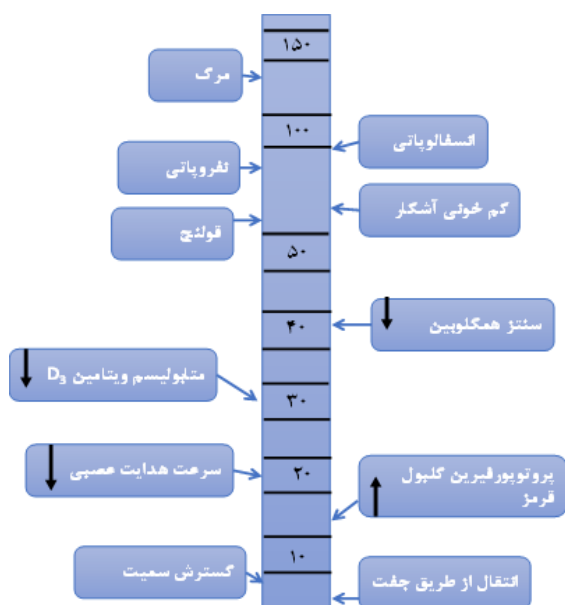 ۱۵۰
مرگ
۱۰۰
انسفالوپاتی
نفروپاتی
کم خونی آشکار
قولنج
۵۰
۴۰
سنتز همگلوبین
متابولیسم ویتامین D₃
۳۰
سرعت هدایت عصبی
۲۰
پروتوپورفیرین گلبول
قرمز
۱۰
گسترش سمیت
انتقال از طریق جفت